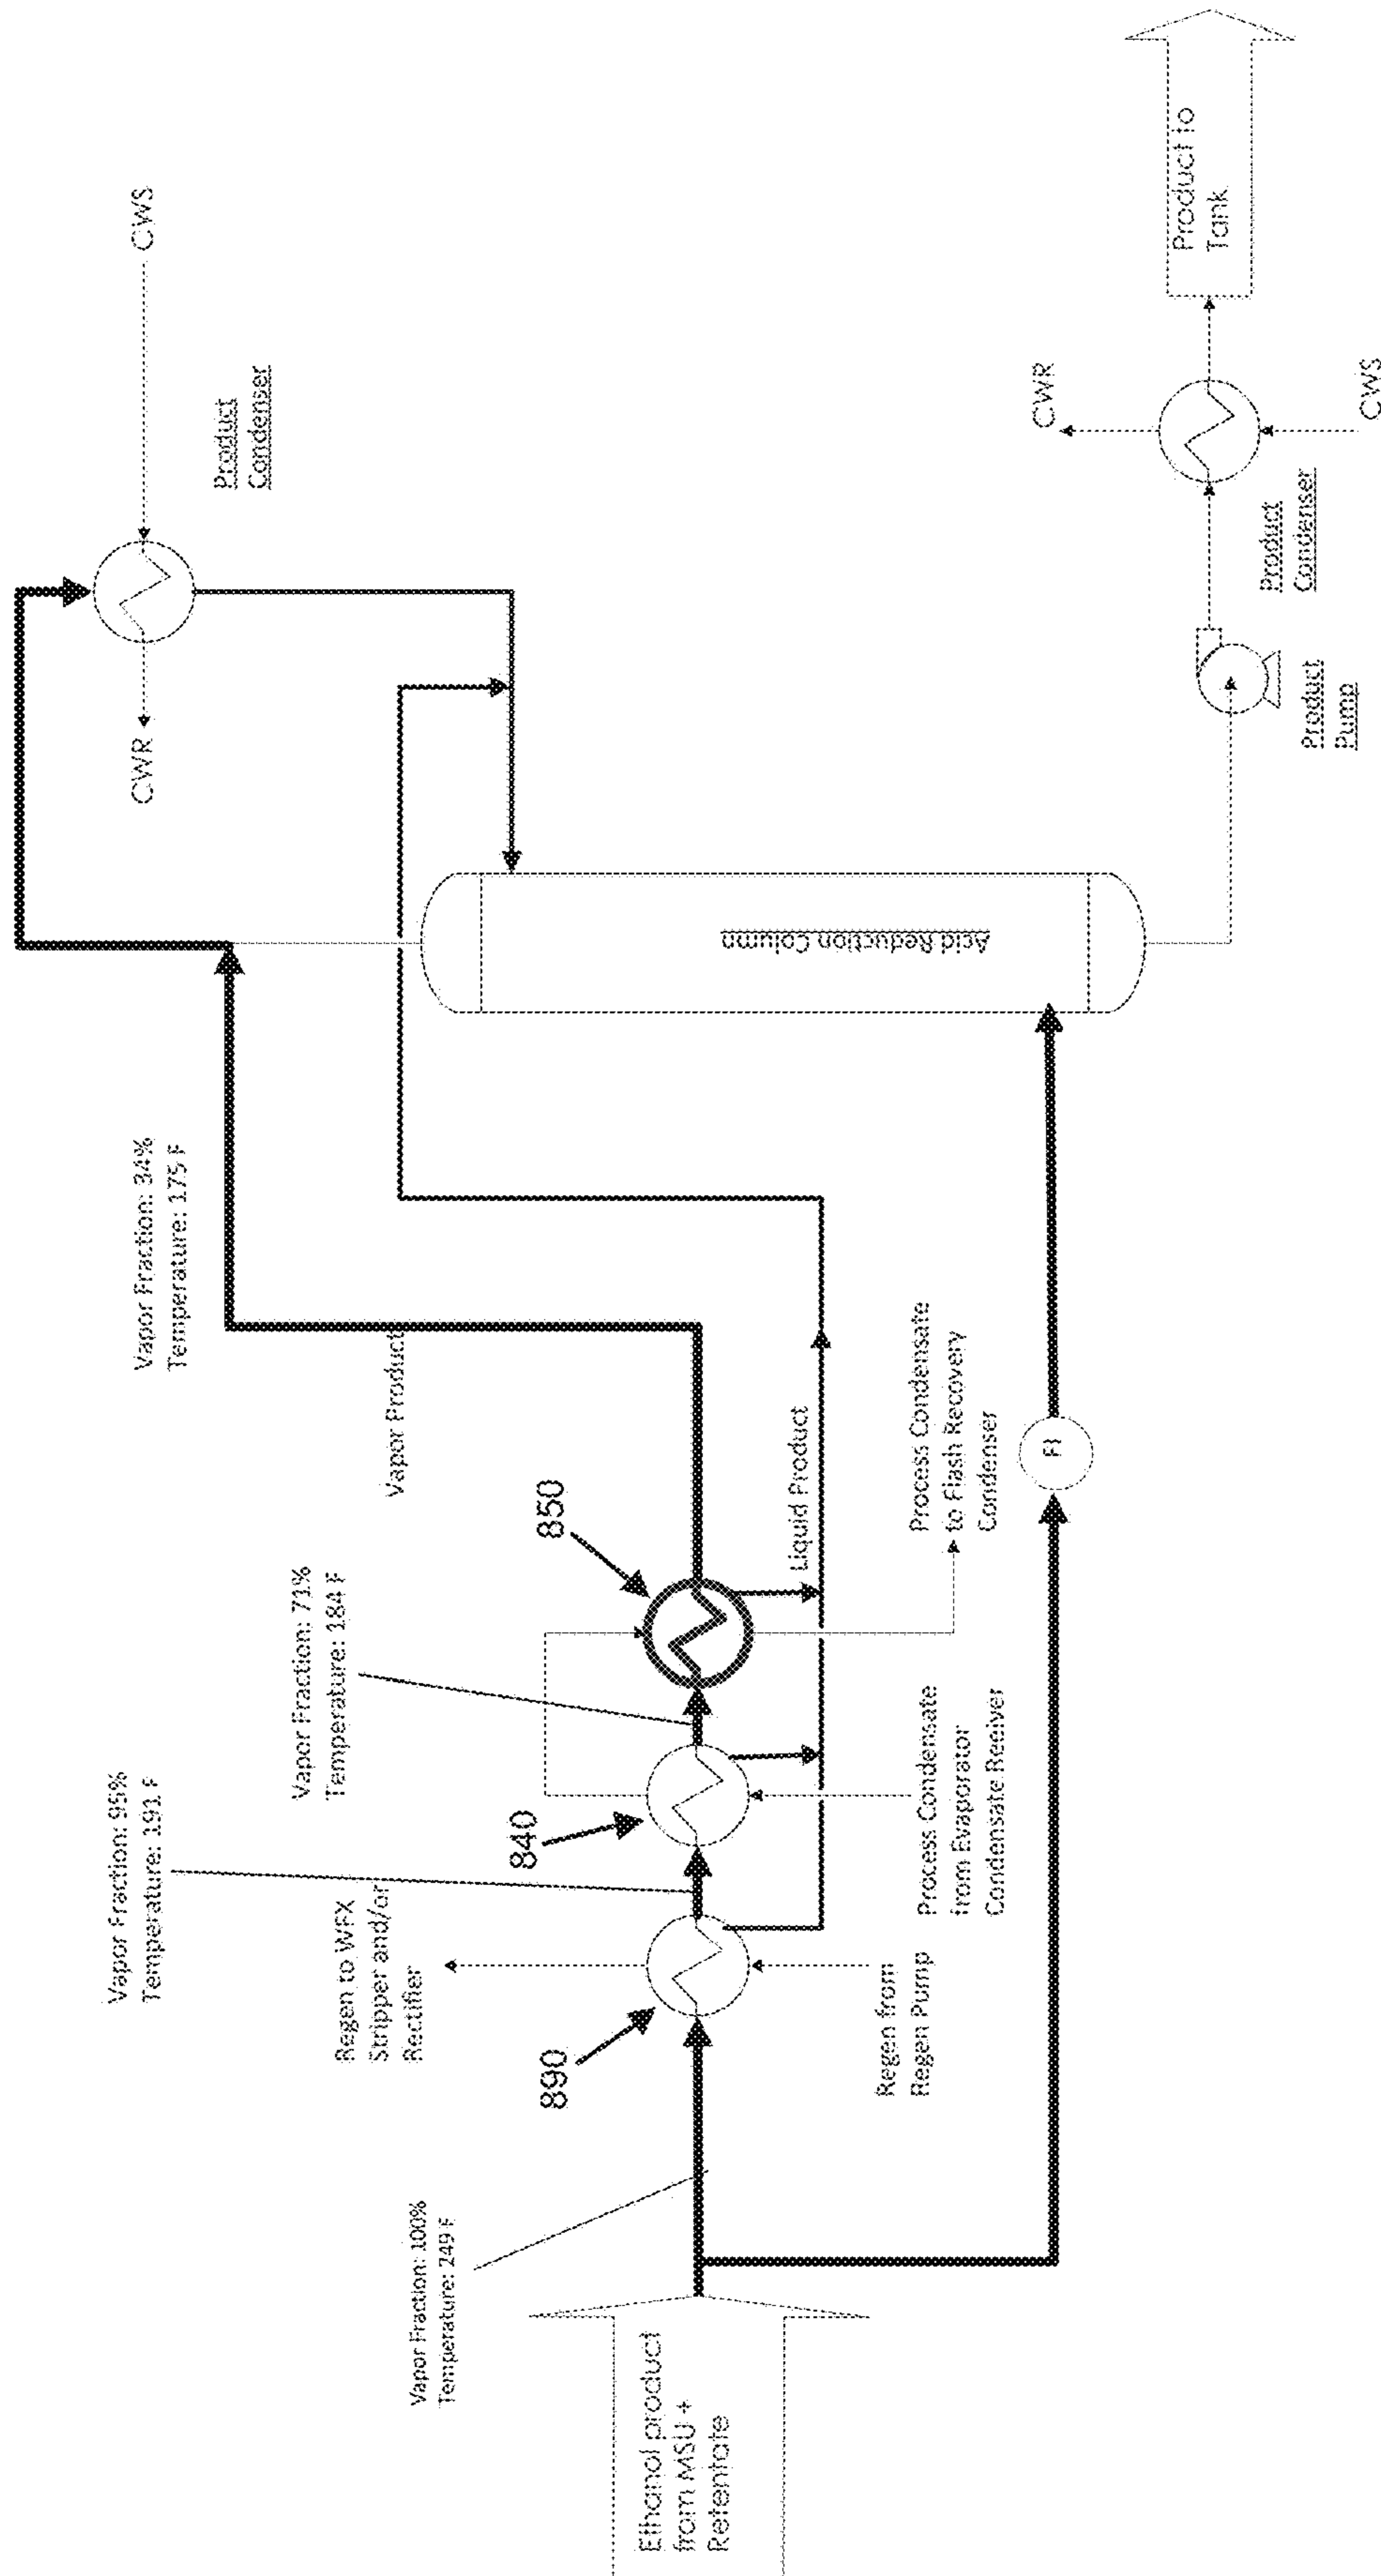 Ethanol product
from MSU +
Retentate
Vapor Fraction: 100%
Temperature: 249 F
890
Regen from
Regen Pump
Regen to WFX
Stripper and/or
Rectifier
Vapor Fraction: 95%
Temperature: 191 F
840
Process Condensate
from Evaporator
Condensate Reeiver
Vapor Fraction: 71%
Temperature: 184 F
850
Liquid Product
Process Condensate
to Flash Recovery
Condenser
Vapor Product
Vapor Fraction: 34%
Temperature: 175 F
FI
Acid Reduction Column
CWR
CWS
Product
Condenser
Product
Pump
Product
Condenser
CWR
CWS
Product to
Tank